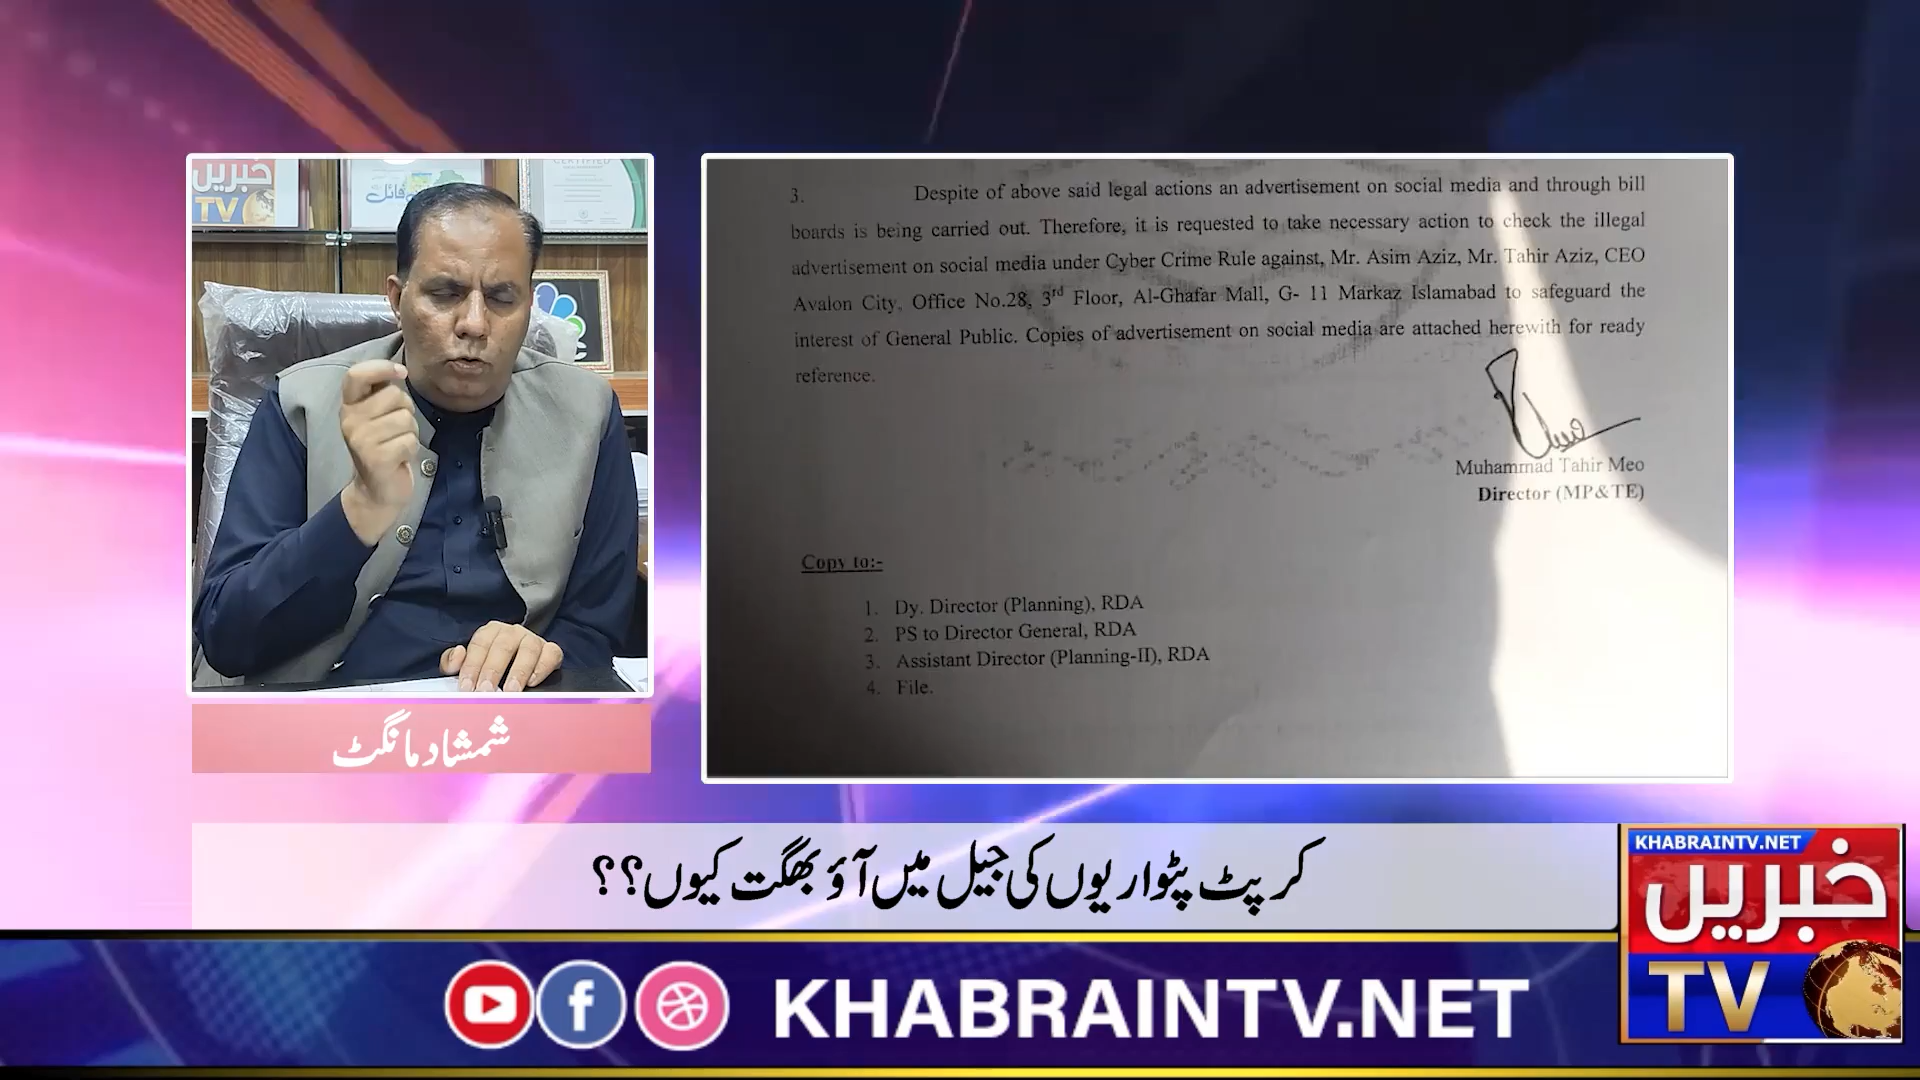 خبریں
TV
CERTIFIED
3. Despite of above said legal actions an advertisement on social media and through bill
boards is being carried out. Therefore, it is requested to take necessary action to check the illegal
advertisement on social media under Cyber Crime Rule against, Mr. Asim Aziz, Mr. Tahir Aziz, CEO
Avalon City, Office No.28, 3rd Floor, Al-Ghafar Mall, G- 11 Markaz Islamabad to safeguard the
interest of General Public. Copies of advertisement on social media are attached herewith for ready
reference.
Muhammad Tahir Meo
Director (MP&TE)
Copy to:-
1. Dy. Director (Planning), RDA
2. PS to Director General, RDA
3. Assistant Director (Planning-II), RDA
4. File.
شمشاد مانگٹ
کرپٹ پٹواریوں کی جیل میں آؤ بھگت کیوں؟؟
KHABRAINTV.NET
خبریں
TV
KHABRAINTV.NET